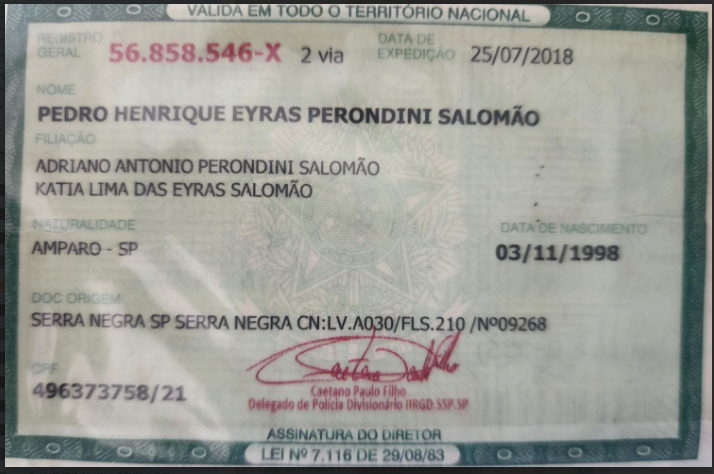 VÁLIDA EM TODO O TERRITÓRIO NACIONAL
REGISTRO GERAL 56.858.546-X 2 via DATA DE EXPEDIÇÃO 25/07/2018
NOME
PEDRO HENRIQUE EYRAS PERONDINI SALOMÃO
FILIAÇÃO
ADRIANO ANTONIO PERONDINI SALOMÃO
KATIA LIMA DAS EYRAS SALOMÃO
NATURALIDADE DATA DE NASCIMENTO
AMPARO - SP 03/11/1998
DOC ORIGEM
SERRA NEGRA SP SERRA NEGRA CN:LV.A030/FLS.210 /Nº09268
CPF
496373758/21
Caetano Paulo Filho
Delegado de Polícia Divisionário IIRGD.SSP.SP
ASSINATURA DO DIRETOR
LEI Nº 7.116 DE 29/08/83